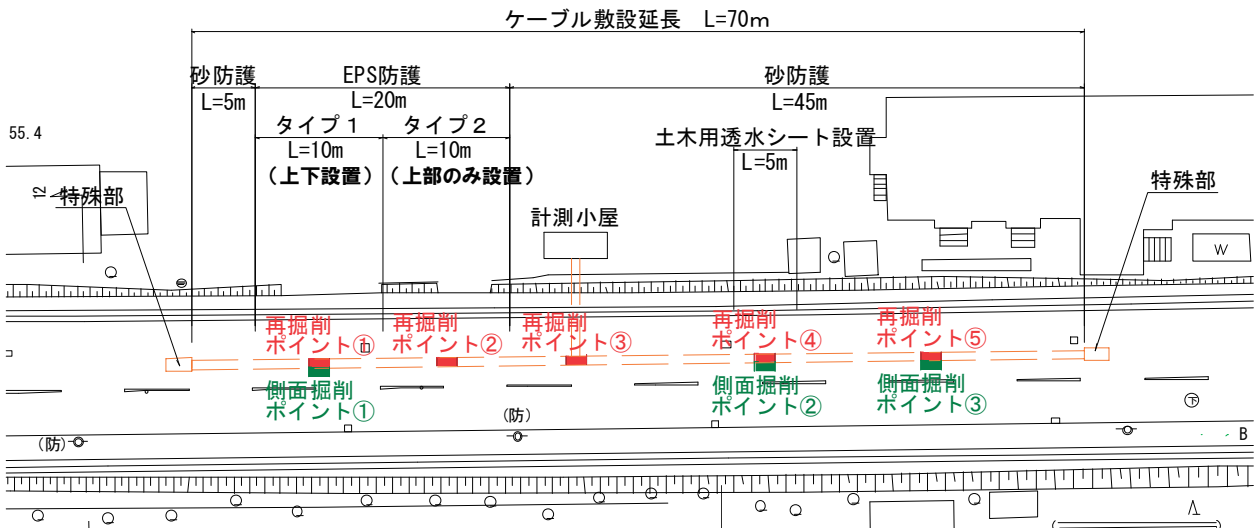 ケーブル敷設延長 L=70m
砂防護
L=5m
EPS防護
L=20m
砂防護
L=45m
55.4
タイプ1
L=10m
(上下設置)
タイプ2
L=10m
(上部のみ設置)
土木用透水シート設置
L=5m
12
特殊部
特殊部
計測小屋
W
再掘削
ポイント①
再掘削
ポイント②
再掘削
ポイント③
再掘削
ポイント④
再掘削
ポイント⑤
側面掘削
ポイント①
側面掘削
ポイント②
側面掘削
ポイント③
下
(防)
(防)
B